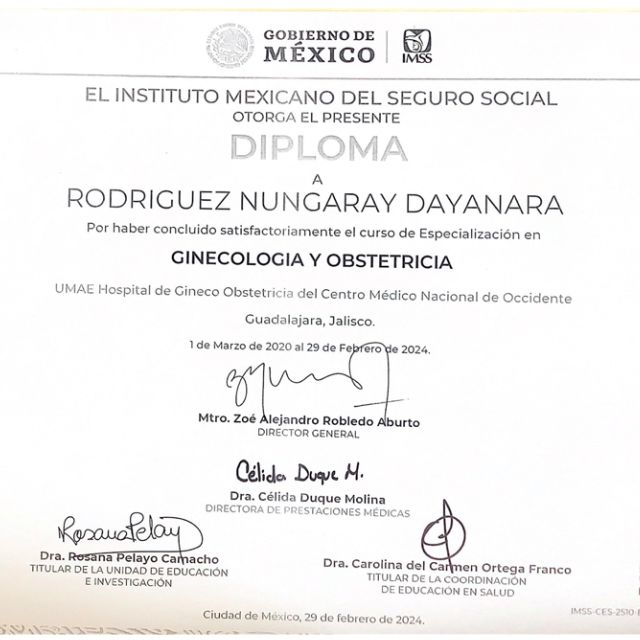 GOBIERNO DE
MÉXICO
IMSS
EL INSTITUTO MEXICANO DEL SEGURO SOCIAL
OTORGA EL PRESENTE
DIPLOMA
A
RODRIGUEZ NUNGARAY DAYANARA
Por haber concluido satisfactoriamente el curso de Especialización en
GINECOLOGIA Y OBSTETRICIA
UMAE Hospital de Gineco Obstetricia del Centro Médico Nacional de Occidente
Guadalajara, Jalisco.
1 de Marzo de 2020 al 29 de Febrero de 2024.
Mtro. Zoé Alejandro Robledo Aburto
DIRECTOR GENERAL
Célida Duque M.
Dra. Célida Duque Molina
DIRECTORA DE PRESTACIONES MÉDICAS
Rosana Pelayo
Dra. Rosana Pelayo Camacho
TITULAR DE LA UNIDAD DE EDUCACIÓN
E INVESTIGACIÓN
Dra. Carolina del Carmen Ortega Franco
TITULAR DE LA COORDINACIÓN
DE EDUCACIÓN EN SALUD
IMSS-CES-2510-
Ciudad de México, 29 de febrero de 2024.